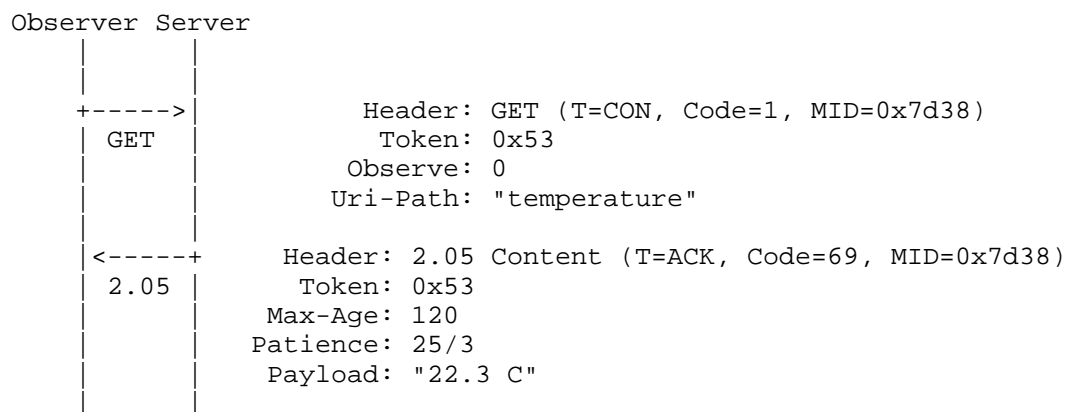 Observer Server
|       |
|       |
+----->|          Header: GET (T=CON, Code=1, MID=0x7d38)
| GET   |           Token: 0x53
|       |         Observe: 0
|       |        Uri-Path: "temperature"
|       |
|<-----+     Header: 2.05 Content (T=ACK, Code=69, MID=0x7d38)
| 2.05  |      Token: 0x53
|       |    Max-Age: 120
|       |   Patience: 25/3
|       |    Payload: "22.3 C"
|       |